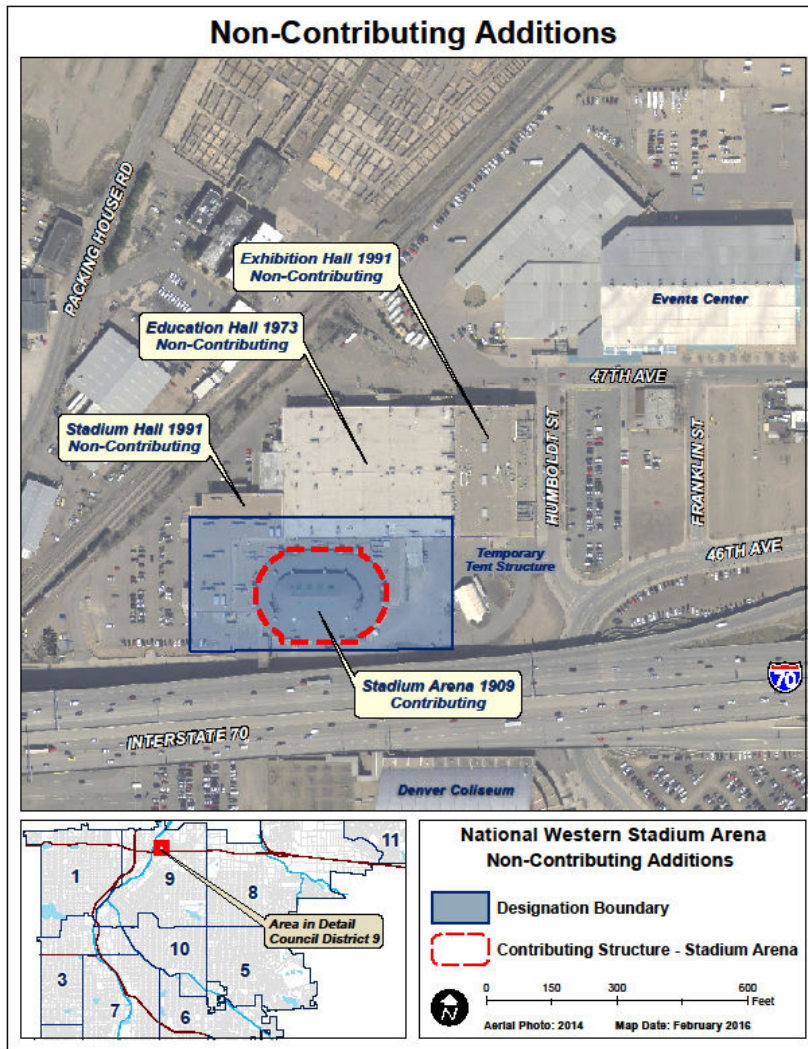 Non-Contributing Additions
PACKING HOUSE RD
Exhibition Hall 1991
Non-Contributing
Events Center
Education Hall 1973
Non-Contributing
47TH AVE
Stadium Hall 1991
Non-Contributing
HUMBOLDT ST
FRANKLIN ST
46TH AVE
Temporary
Tent Structure
Stadium Arena 1909
Contributing
70
INTERSTATE 70
Denver Coliseum
11
1
9
8
Area in Detail
Council District 9
10
5
3
7
6
National Western Stadium Arena
Non-Contributing Additions
Designation Boundary
Contributing Structure - Stadium Arena
N
0 150 300 600
Feet
Aerial Photo: 2014 Map Date: February 2016